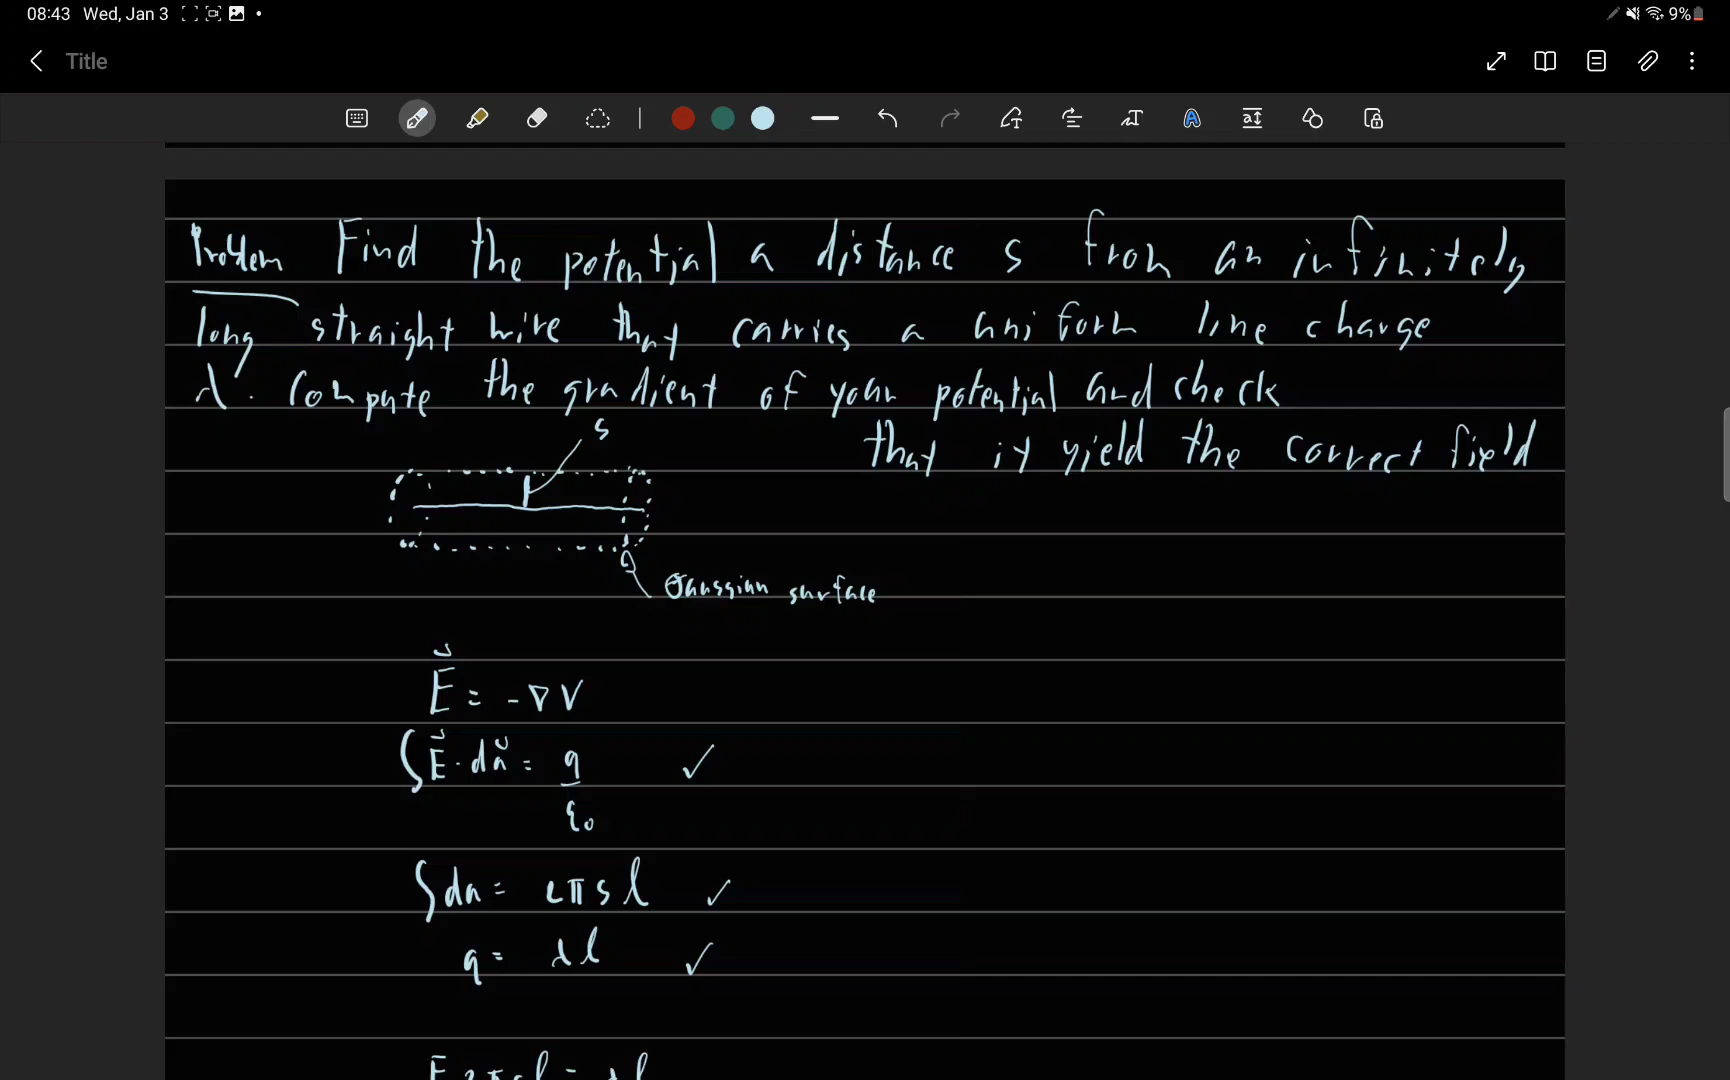 08:43 Wed, Jan 3 9%
Title
Problem Find the potential a distance s from an infinitely
long straight wire that carries a uniform line charge
λ. Compute the gradient of your potential and check
that it yield the correct field
s
Gaussian surface
E⃗ = -∇V
∫E⃗·da⃗ = q/ε₀ ✓
∫da = 2πsl ✓
q = λl ✓
E2πsl = λl